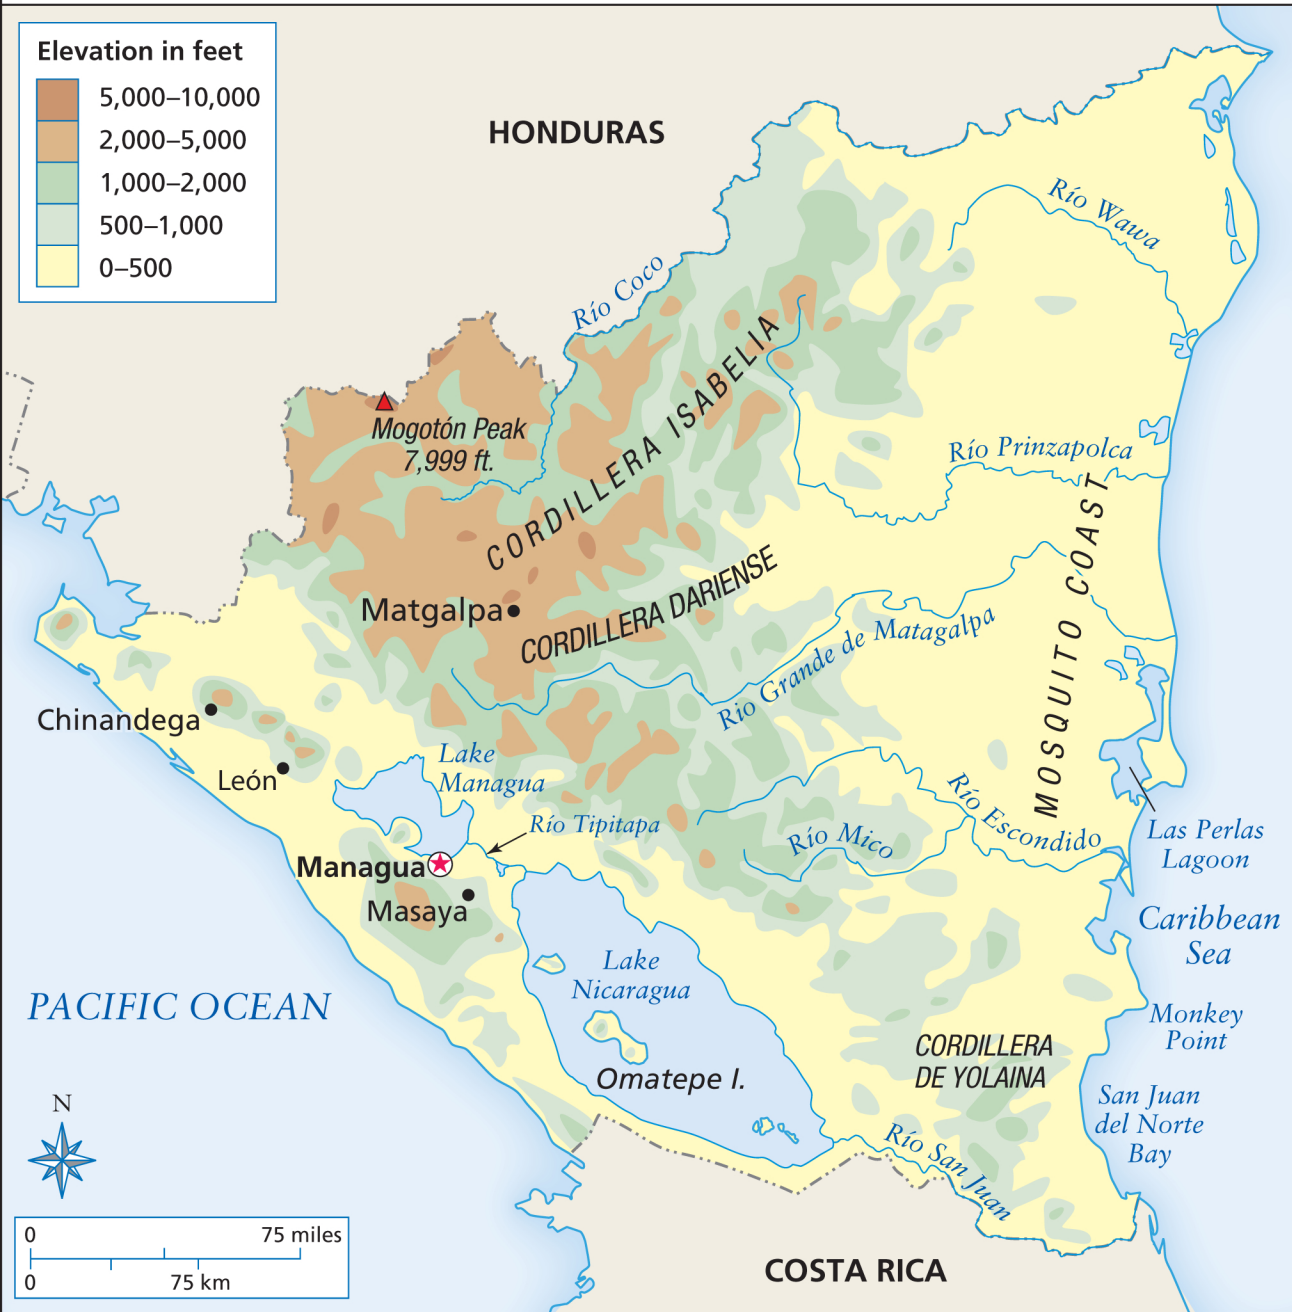 Elevation in feet
5,000–10,000
2,000–5,000
1,000–2,000
500–1,000
0–500
HONDURAS
Río Wawa
Río Coco
Mogotón Peak
7,999 ft.
CORDILLERA ISABELIA
Río Prinzapolca
MOSQUITO COAST
Matgalpa
CORDILLERA DARIENSE
Rio Grande de Matagalpa
Chinandega
León
Lake
Managua
Río Tipitapa
Río Mico
Río Escondido
Las Perlas
Lagoon
Managua
Masaya
Caribbean
Sea
Lake
Nicaragua
PACIFIC OCEAN
Monkey
Point
CORDILLERA
DE YOLAINA
Omatepe I.
San Juan
del Norte
Bay
Río San Juan
N
0 75 miles
0 75 km
COSTA RICA